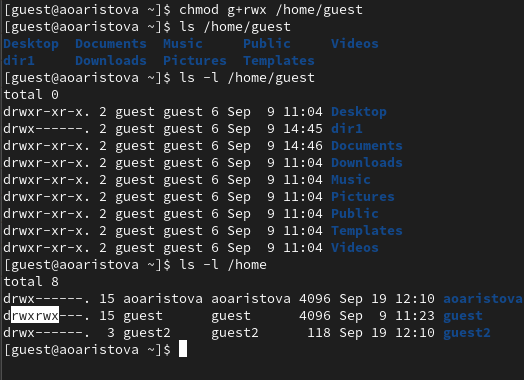 [guest@aoaristova ~]$ chmod g+rwx /home/guest
[guest@aoaristova ~]$ ls /home/guest
Desktop  Documents  Music     Public     Videos
dir1     Downloads  Pictures  Templates
[guest@aoaristova ~]$ ls -l /home/guest
total 0
drwxr-xr-x. 2 guest guest 6 Sep  9 11:04 Desktop
drwx------. 2 guest guest 6 Sep  9 14:45 dir1
drwxr-xr-x. 2 guest guest 6 Sep  9 14:46 Documents
drwxr-xr-x. 2 guest guest 6 Sep  9 11:04 Downloads
drwxr-xr-x. 2 guest guest 6 Sep  9 11:04 Music
drwxr-xr-x. 2 guest guest 6 Sep  9 11:04 Pictures
drwxr-xr-x. 2 guest guest 6 Sep  9 11:04 Public
drwxr-xr-x. 2 guest guest 6 Sep  9 11:04 Templates
drwxr-xr-x. 2 guest guest 6 Sep  9 11:04 Videos
[guest@aoaristova ~]$ ls -l /home
total 8
drwx------. 15 aoaristova aoaristova 4096 Sep 19 12:10 aoaristova
drwxrwx---. 15 guest      guest      4096 Sep  9 11:23 guest
drwx------.  3 guest2     guest2      118 Sep 19 12:10 guest2
[guest@aoaristova ~]$